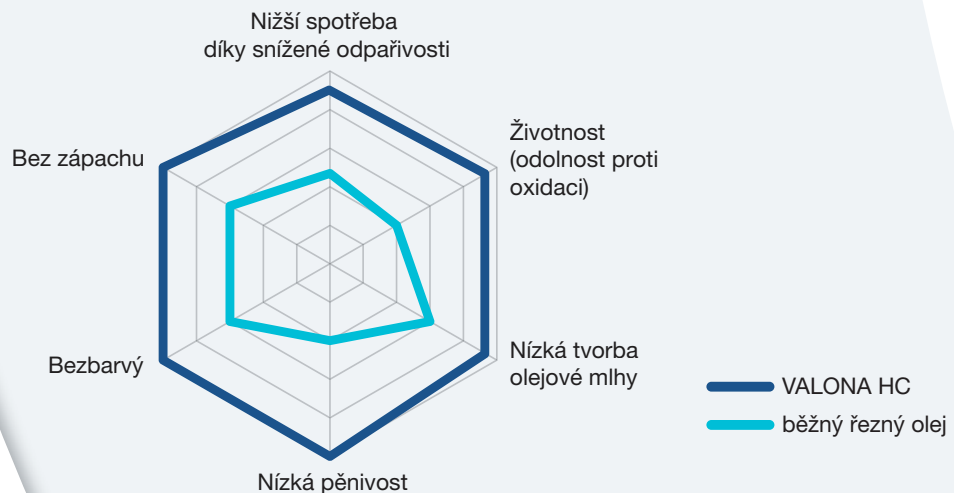 Nižší spotřeba
díky snížené odpařivosti
Životnost
(odolnost proti
oxidaci)
Bez zápachu
Bezbarvý
Nízká tvorba
olejové mlhy
Nízká pěnivost
VALONA HC
běžný řezný olej